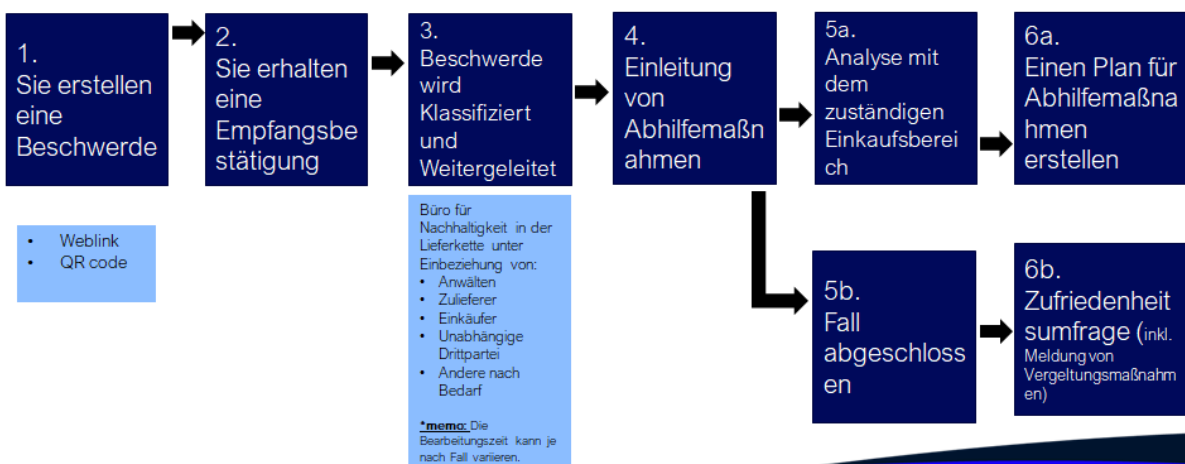 1.
Sie erstellen
eine
Beschwerde
• Weblink
• QR code
2.
Sie erhalten
eine
Empfangsbe
stätigung
3.
Beschwerde
wird
Klassifiziert
und
Weitergeleitet
Büro für
Nachhaltigkeit in der
Lieferkette unter
Einbeziehung von:
• Anwälten
• Zulieferer
• Einkäufer
• Unabhängige
Drittpartei
• Andere nach
Bedarf
*memo: Die
Bearbeitungszeit kann je
nach Fall variieren.
4.
Einleitung
von
Abhilfemaßn
ahmen
5a.
Analyse mit
dem
zuständigen
Einkaufsberei
ch
6a.
Einen Plan für
Abhilfemaßna
hmen
erstellen
5b.
Fall
abgeschloss
en
6b.
Zufriedenheit
sumfrage (inkl.
Meldung von
Vergeltungsmaßnahm
en)